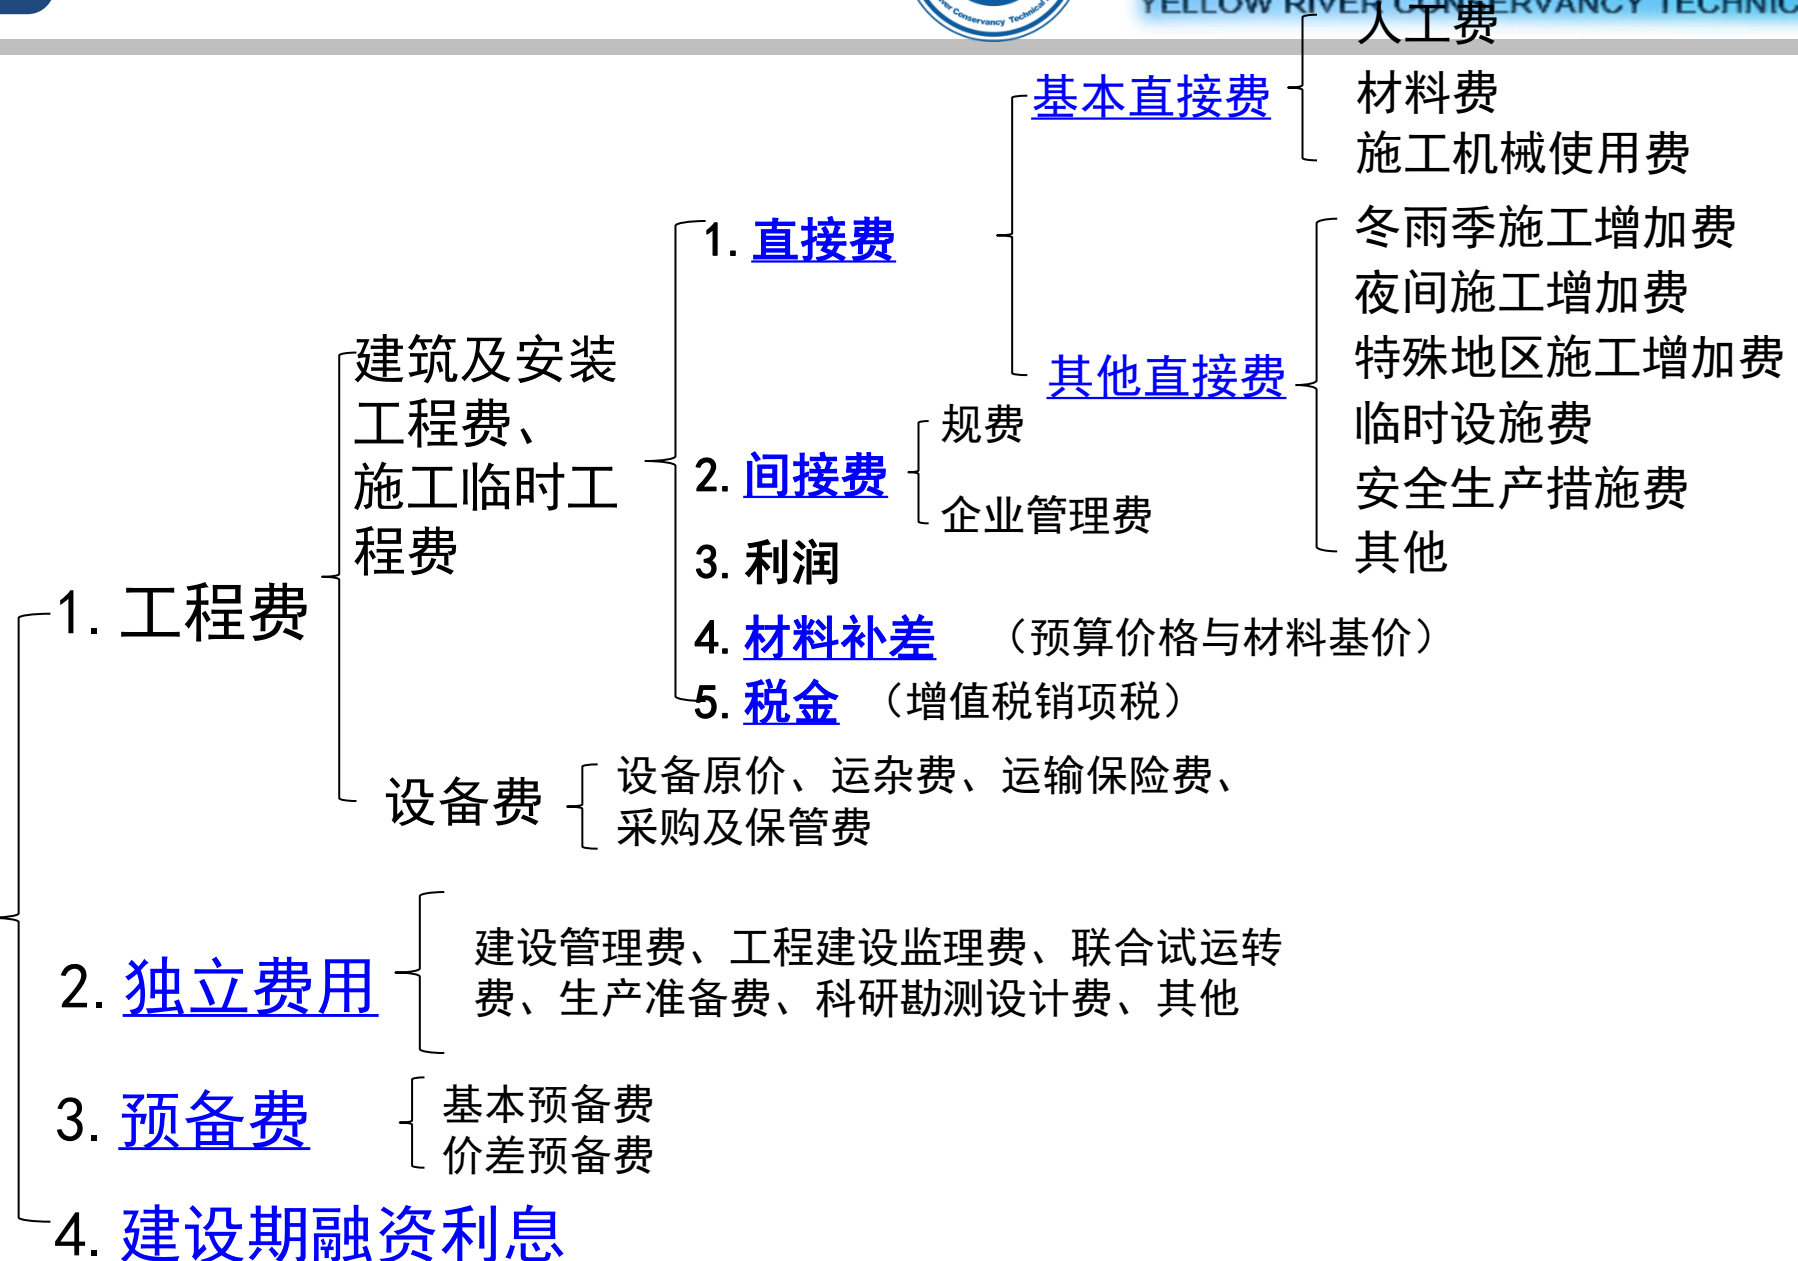 YELLOW RIVER CONSERVANCY TECHNIC
Conservancy Technical
人工费
基本直接费
材料费
施工机械使用费
1. 直接费
冬雨季施工增加费
夜间施工增加费
建筑及安装
工程费、
施工临时工
程费
特殊地区施工增加费
其他直接费
临时设施费
安全生产措施费
其他
规费
2. 间接费
企业管理费
3. 利润
1. 工程费
4. 材料补差 （预算价格与材料基价）
5. 税金 （增值税销项税）
设备费
设备原价、运杂费、运输保险费、
采购及保管费
2. 独立费用
建设管理费、工程建设监理费、联合试运转
费、生产准备费、科研勘测设计费、其他
3. 预备费
基本预备费
价差预备费
4. 建设期融资利息